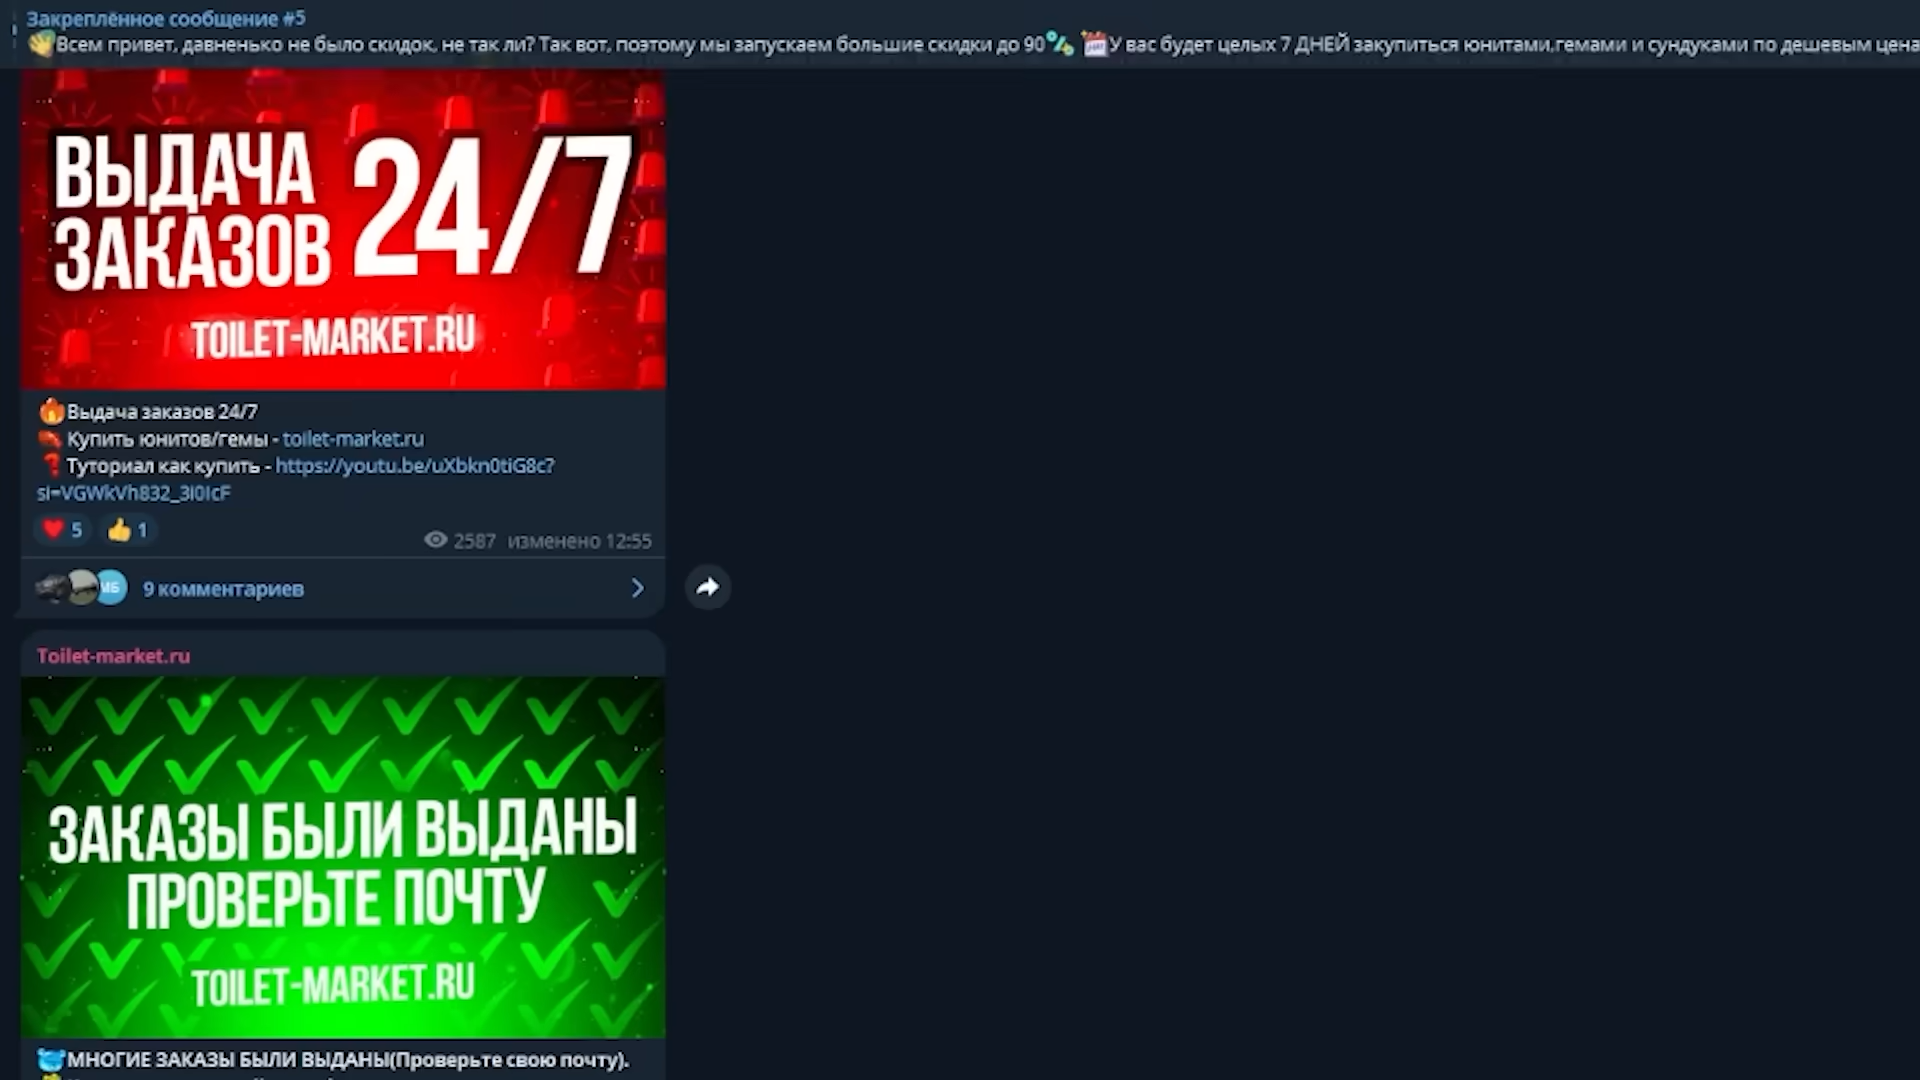 Закреплённое сообщение #5
👋Всем привет, давненько не было скидок, не так ли? Так вот, поэтому мы запускаем большие скидки до 90% 📅У вас будет целых 7 ДНЕЙ закупиться юнитами,гемами и сундуками по дешевым цена
ВЫДАЧА
ЗАКАЗОВ 24/7
TOILET-MARKET.RU
🔥Выдача заказов 24/7
Купить юнитов/гемы - toilet-market.ru
❓Туториал как купить - https://youtu.be/uXbkn0tiG8c?
si=VGWkVh832_3I0IcF
❤️ 5 👍 1
2587 изменено 12:55
МБ 9 комментариев
Toilet-market.ru
ЗАКАЗЫ БЫЛИ ВЫДАНЫ
ПРОВЕРЬТЕ ПОЧТУ
TOILET-MARKET.RU
МНОГИЕ ЗАКАЗЫ БЫЛИ ВЫДАНЫ(Проверьте свою почту).